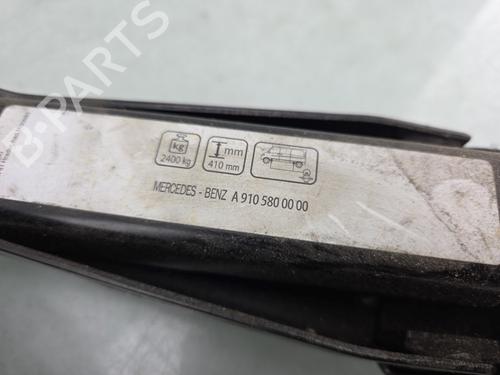 kg
2400 kg
mm
410 mm
MERCEDES - BENZ A 910 580 00 00
B-PARTS